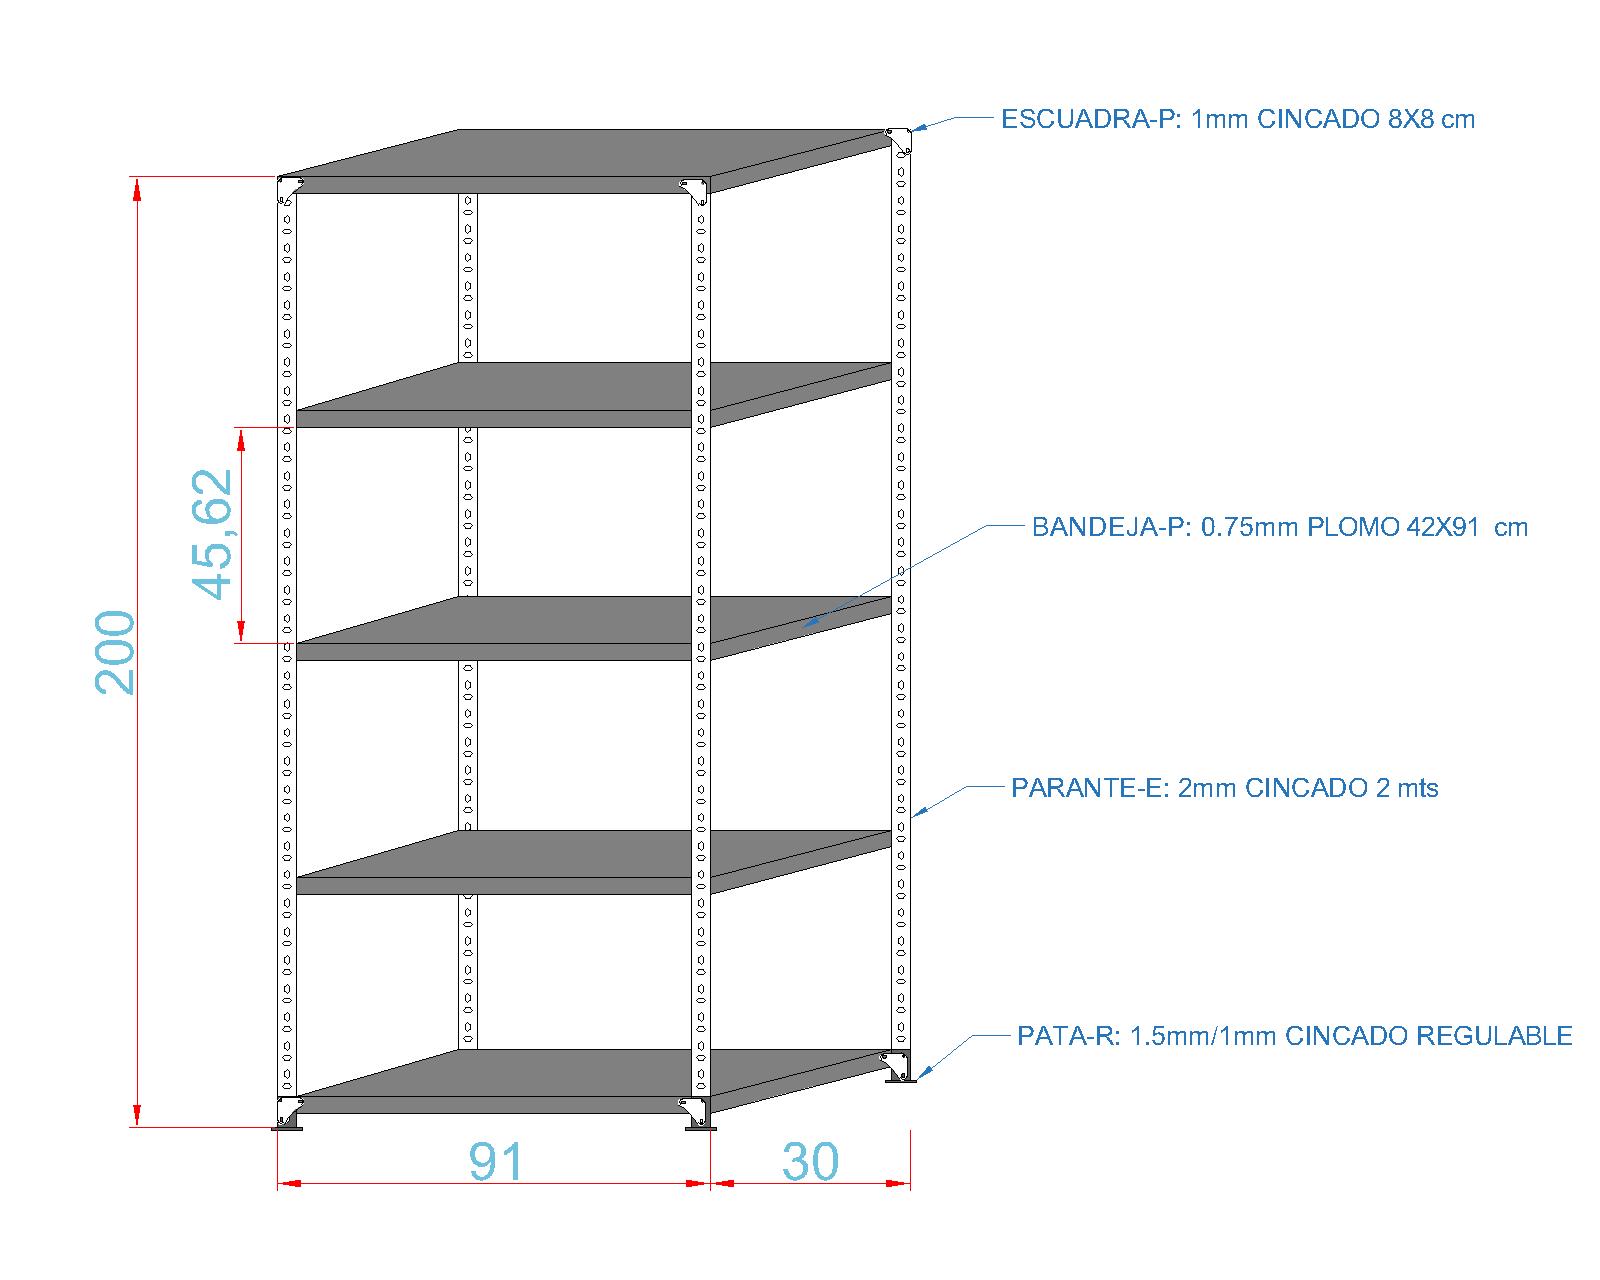 ESCUADRA-P: 1mm CINCADO 8X8 cm
45,62
BANDEJA-P: 0.75mm PLOMO 42X91 cm
200
PARANTE-E: 2mm CINCADO 2 mts
PATA-R: 1.5mm/1mm CINCADO REGULABLE
91
30